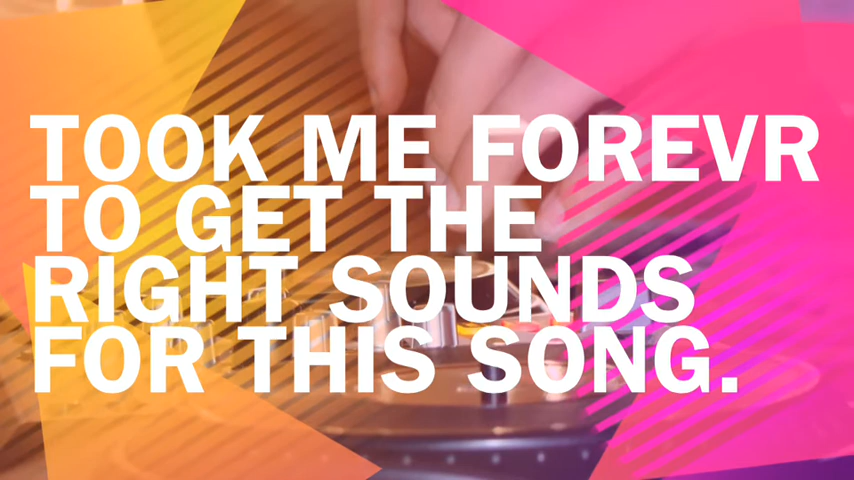 TOOK ME FOREVR
TO GET THE
RIGHT SOUNDS
FOR THIS SONG.